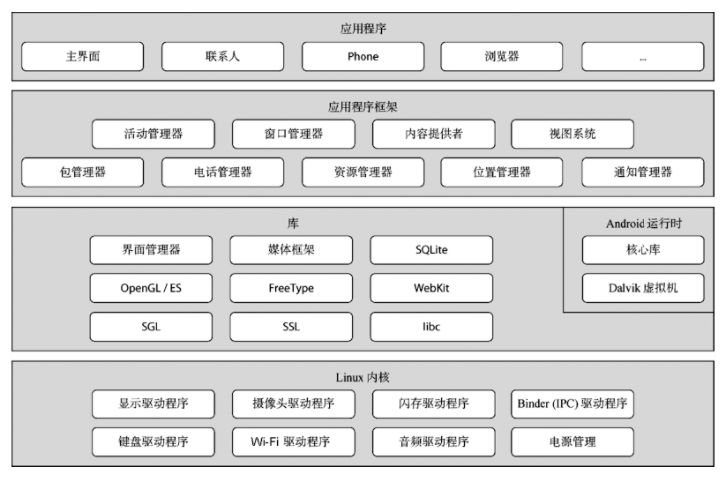 应用程序
主界面 联系人 Phone 浏览器 ...
应用程序框架
活动管理器 窗口管理器 内容提供者 视图系统
包管理器 电话管理器 资源管理器 位置管理器 通知管理器
库 Android 运行时
界面管理器 媒体框架 SQLite 核心库
OpenGL / ES FreeType WebKit Dalvik 虚拟机
SGL SSL libc
Linux 内核
显示驱动程序 摄像头驱动程序 闪存驱动程序 Binder (IPC) 驱动程序
键盘驱动程序 Wi-Fi 驱动程序 音频驱动程序 电源管理